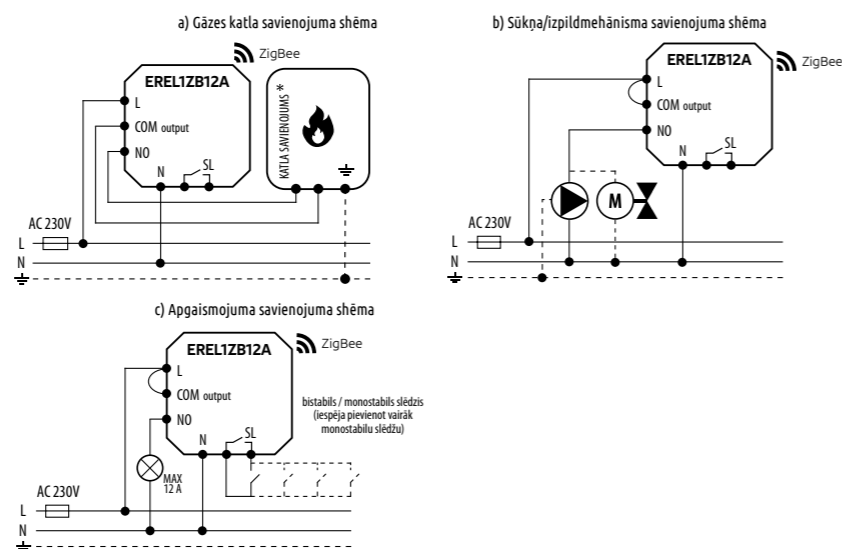 a) Gāzes katla savienojuma shēma
ZigBee
EREL1ZB12A
L
COM output
NO
N
SL
KATLA SAVIENOJUMS *
AC 230V
L
N
b) Sūkņa/izpildmehānisma savienojuma shēma
ZigBee
EREL1ZB12A
L
COM output
NO
N
SL
M
AC 230V
L
N
c) Apgaismojuma savienojuma shēma
ZigBee
EREL1ZB12A
L
COM output
NO
N
SL
bistabils / monostabils slēdzis
(iespēja pievienot vairāk
monostabilu slēdžu)
MAX
12 A
AC 230V
L
N